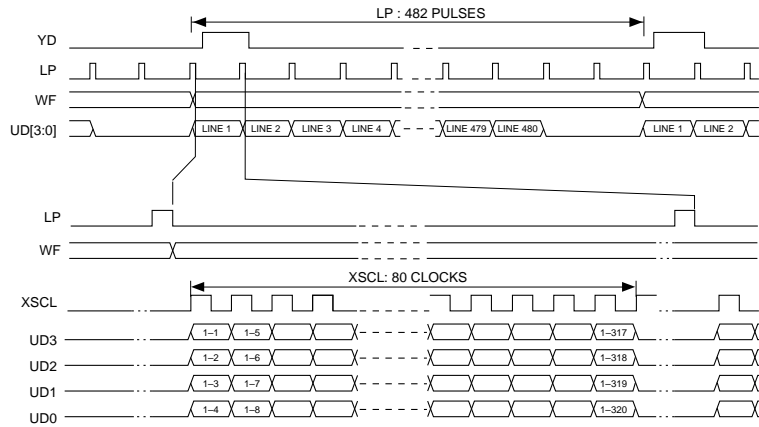 LP : 482 PULSES
YD
LP
WF
UD[3:0] LINE 1 LINE 2 LINE 3 LINE 4 LINE 479 LINE 480 LINE 1 LINE 2
LP
WF
XSCL: 80 CLOCKS
XSCL
UD3 1–1 1–5 1–317
UD2 1–2 1–6 1–318
UD1 1–3 1–7 1–319
UD0 1–4 1–8 1–320